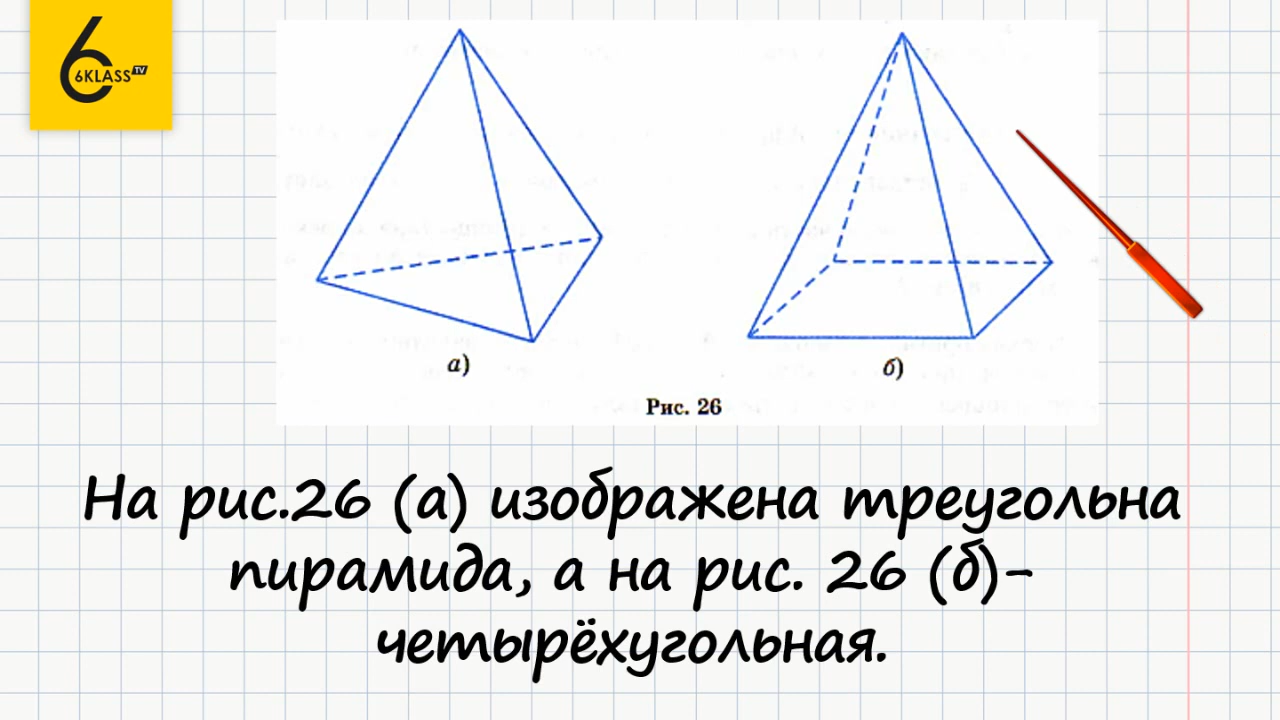 6KLASS TV
а)
б)
Рис. 26
На рис.26 (а) изображена треугольна
пирамида, а на рис. 26 (б)-
четырёхугольная.